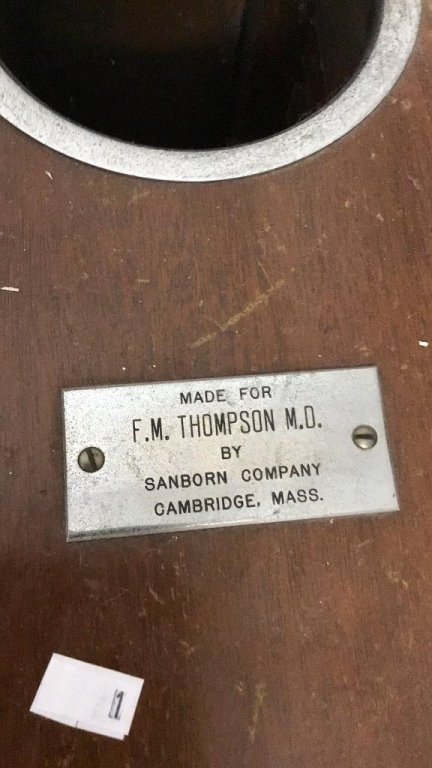 MADE FOR
F.M. THOMPSON M.D.
BY
SANBORN COMPANY
CAMBRIDGE, MASS.
1